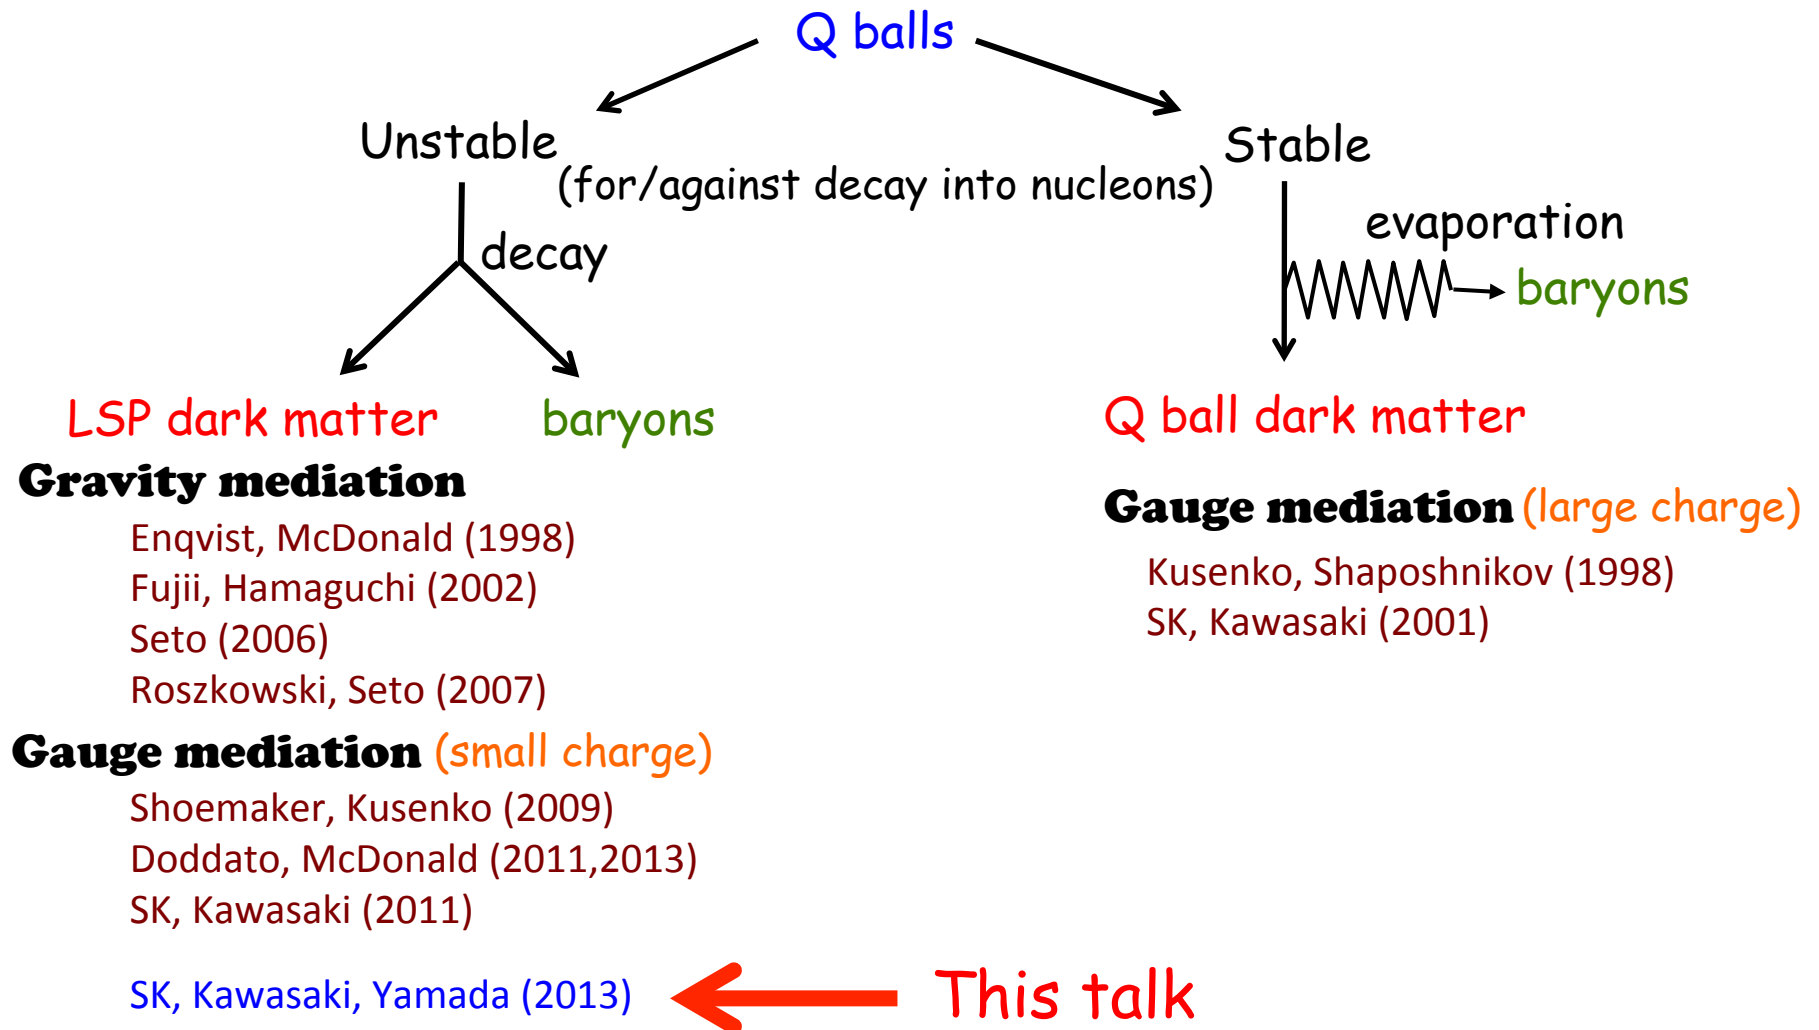 Q balls
Unstable
Stable
(for/against decay into nucleons)
decay
evaporation
baryons
LSP dark matter
baryons
Q ball dark matter
Gravity mediation
Enqvist, McDonald (1998)
Fujii, Hamaguchi (2002)
Seto (2006)
Roszkowski, Seto (2007)
Gauge mediation (small charge)
Shoemaker, Kusenko (2009)
Doddato, McDonald (2011,2013)
SK, Kawasaki (2011)
SK, Kawasaki, Yamada (2013)
This talk
Gauge mediation (large charge)
Kusenko, Shaposhnikov (1998)
SK, Kawasaki (2001)